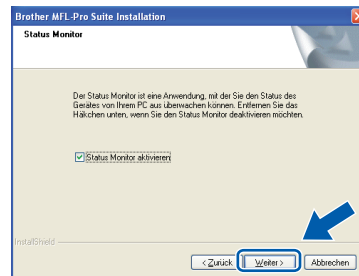 Brother MFL-Pro Suite Installation
Status Monitor
Der Status Monitor ist eine Anwendung, mit der Sie den Status des
Gerätes von Ihrem PC aus überwachen können. Entfernen Sie das
Häkchen unten, wenn Sie den Status Monitor deaktivieren möchten.
Status Monitor aktivieren
InstallShield
< Zurück Weiter > Abbrechen